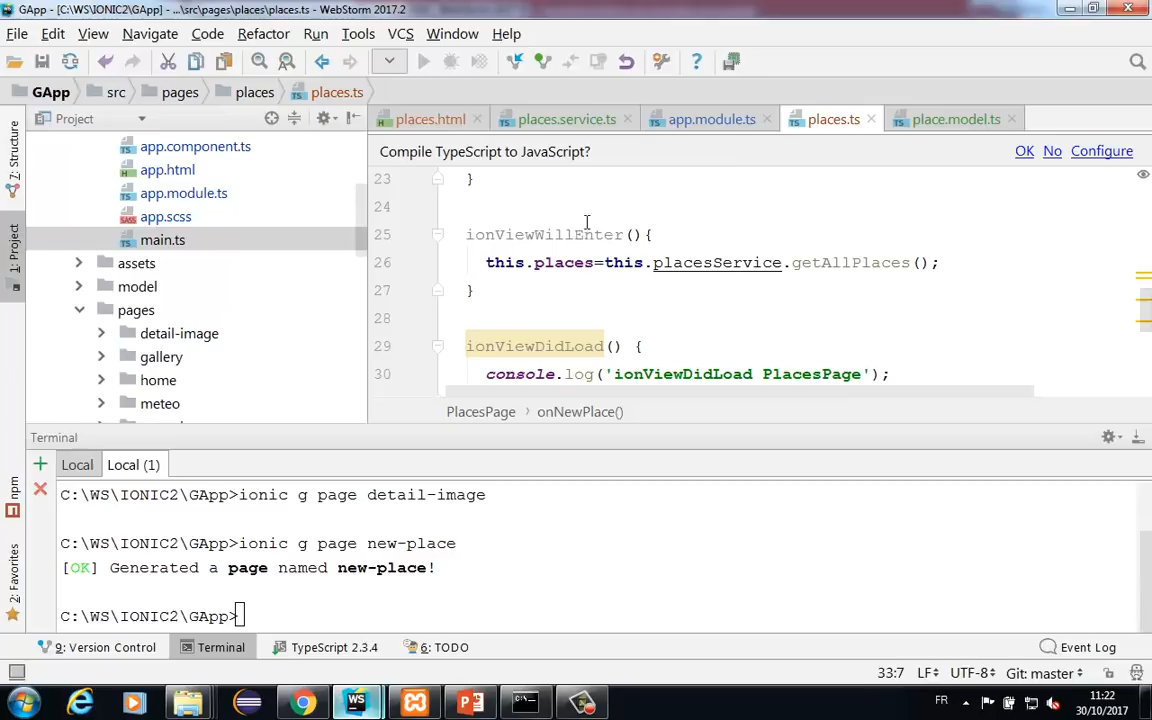 GApp - [C:\WS\IONIC2\GApp] - ...\src\pages\places\places.ts - WebStorm 2017.2
File Edit View Navigate Code Refactor Run Tools VCS Window Help
GApp src pages places places.ts
Project
places.html places.service.ts app.module.ts places.ts place.model.ts
Compile TypeScript to JavaScript? OK No Configure
7: Structure
1: Project
npm
2: Favorites
app.component.ts
app.html
app.module.ts
app.scss
main.ts
assets
model
pages
detail-image
gallery
home
meteo
23 }
24
25 ionViewWillEnter(){
26 this.places=this.placesService.getAllPlaces();
27 }
28
29 ionViewDidLoad() {
30 console.log('ionViewDidLoad PlacesPage');
PlacesPage onNewPlace()
Terminal
Local Local (1)
C:\WS\IONIC2\GApp>ionic g page detail-image
C:\WS\IONIC2\GApp>ionic g page new-place
[OK] Generated a page named new-place!
C:\WS\IONIC2\GApp>
9: Version Control Terminal TypeScript 2.3.4 6: TODO Event Log
33:7 LF UTF-8 Git: master
FR 11:22
30/10/2017